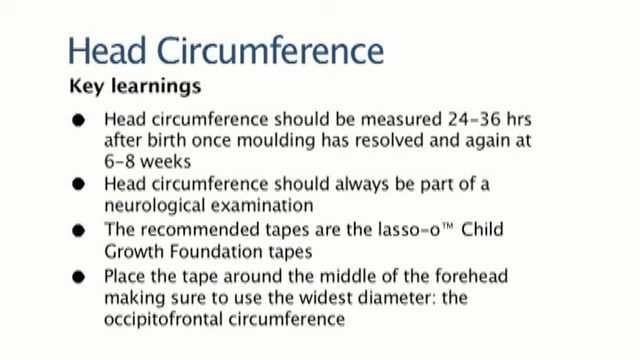 Head Circumference
Key learnings
● Head circumference should be measured 24-36 hrs
after birth once moulding has resolved and again at
6-8 weeks
● Head circumference should always be part of a
neurological examination
● The recommended tapes are the lasso-o™ Child
Growth Foundation tapes
● Place the tape around the middle of the forehead
making sure to use the widest diameter: the
occipitofrontal circumference